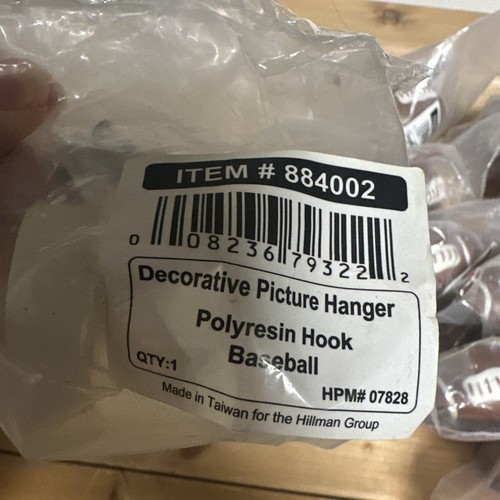 ITEM # 884002
0 08236 79322 2
Decorative Picture Hanger
Polyresin Hook
Baseball
QTY:1
HPM# 07828
Made in Taiwan for the Hillman Group